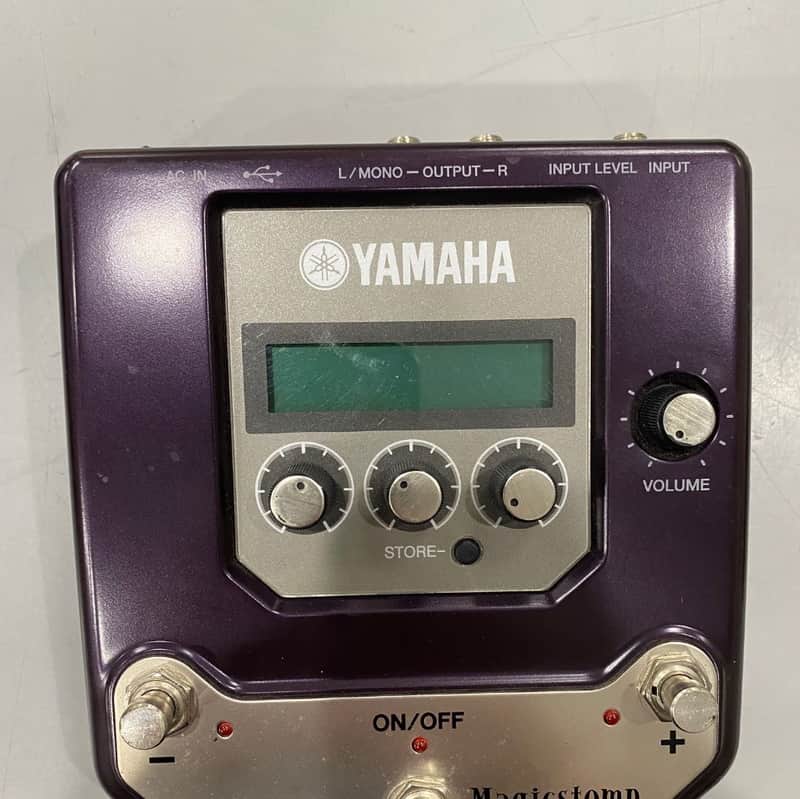 AC IN
L/MONO — OUTPUT — R
INPUT LEVEL INPUT
YAMAHA
VOLUME
STORE-
ON/OFF
- +
Magicstomp